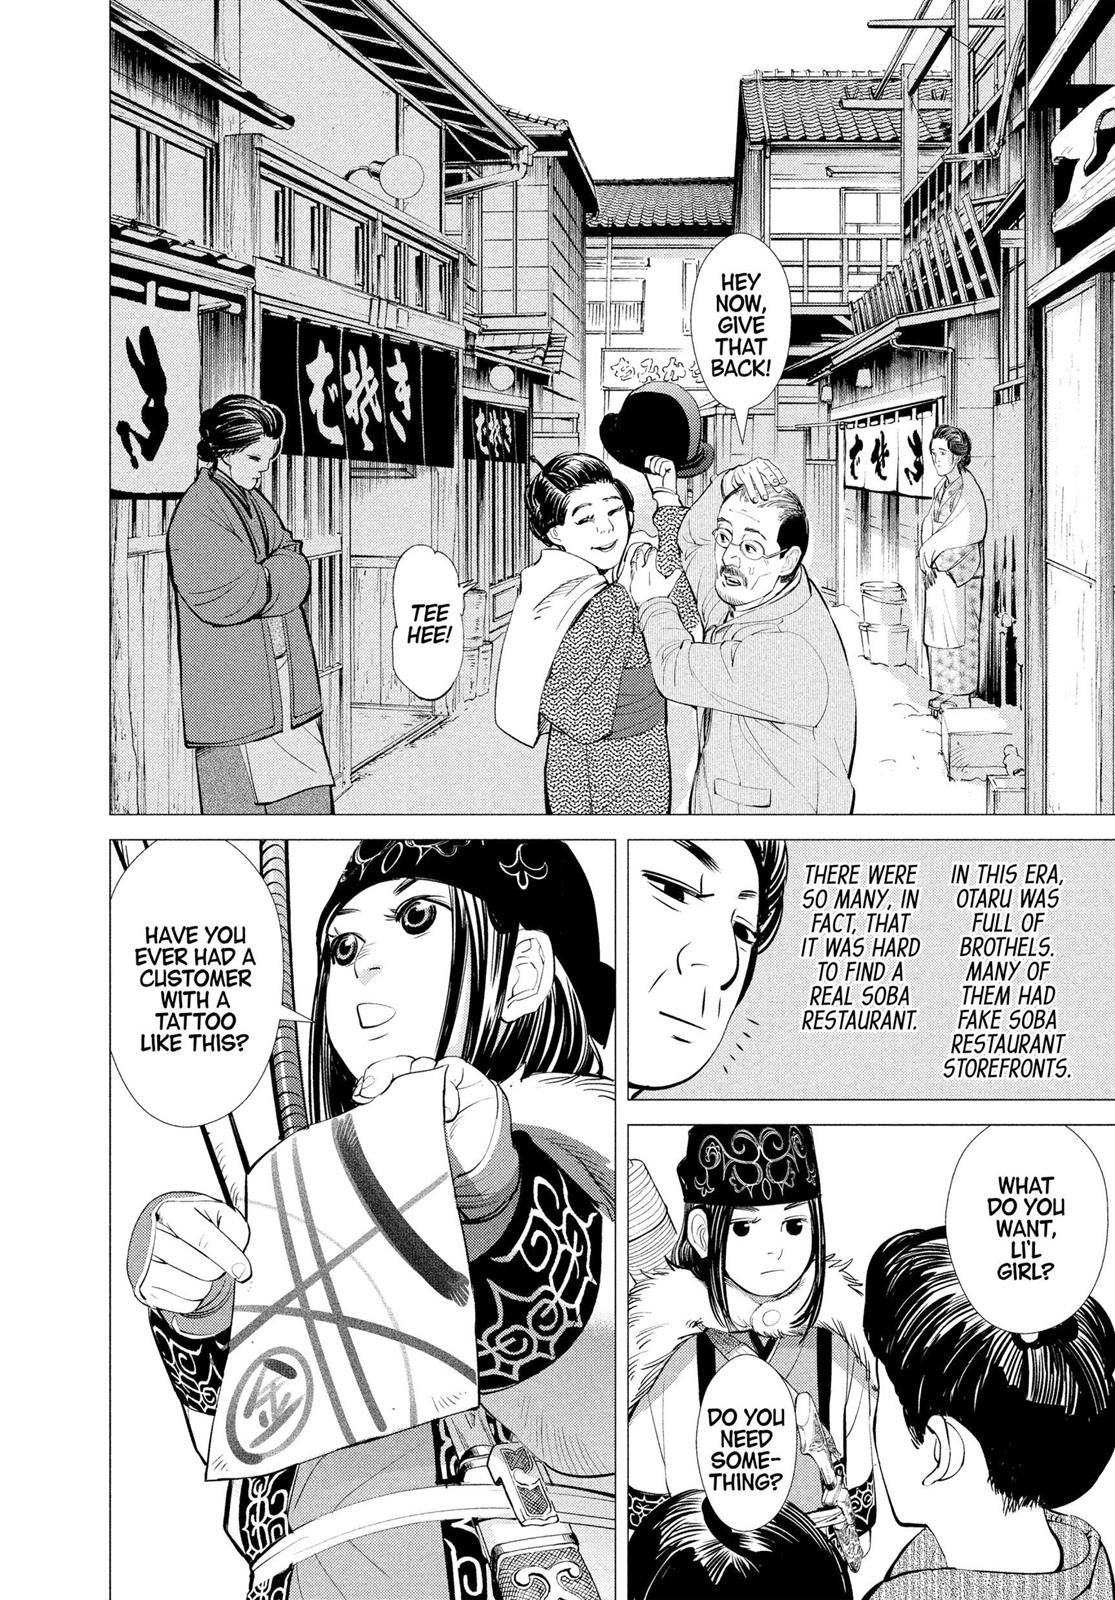 HEY
NOW,
GIVE
THAT
BACK!
TEE
HEE!
IN THIS ERA,
OTARU WAS
FULL OF
BROTHELS.
MANY OF
THEM HAD
FAKE SOBA
RESTAURANT
STOREFRONTS.
THERE WERE
SO MANY, IN
FACT, THAT
IT WAS HARD
TO FIND A
REAL SOBA
RESTAURANT.
WHAT
DO YOU
WANT,
LI'L
GIRL?
DO YOU
NEED
SOME-
THING?
HAVE YOU
EVER HAD A
CUSTOMER
WITH A
TATTOO
LIKE THIS?
金